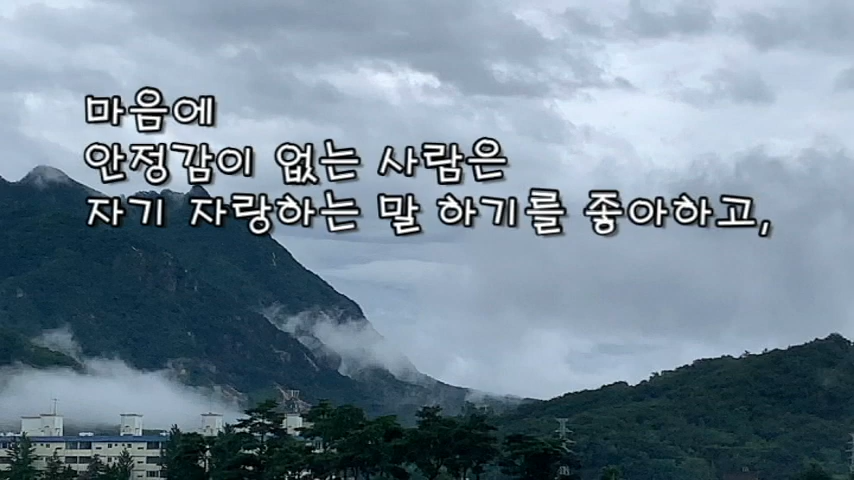 마음에
안정감이 없는 사람은
자기 자랑하는 말 하기를 좋아하고,